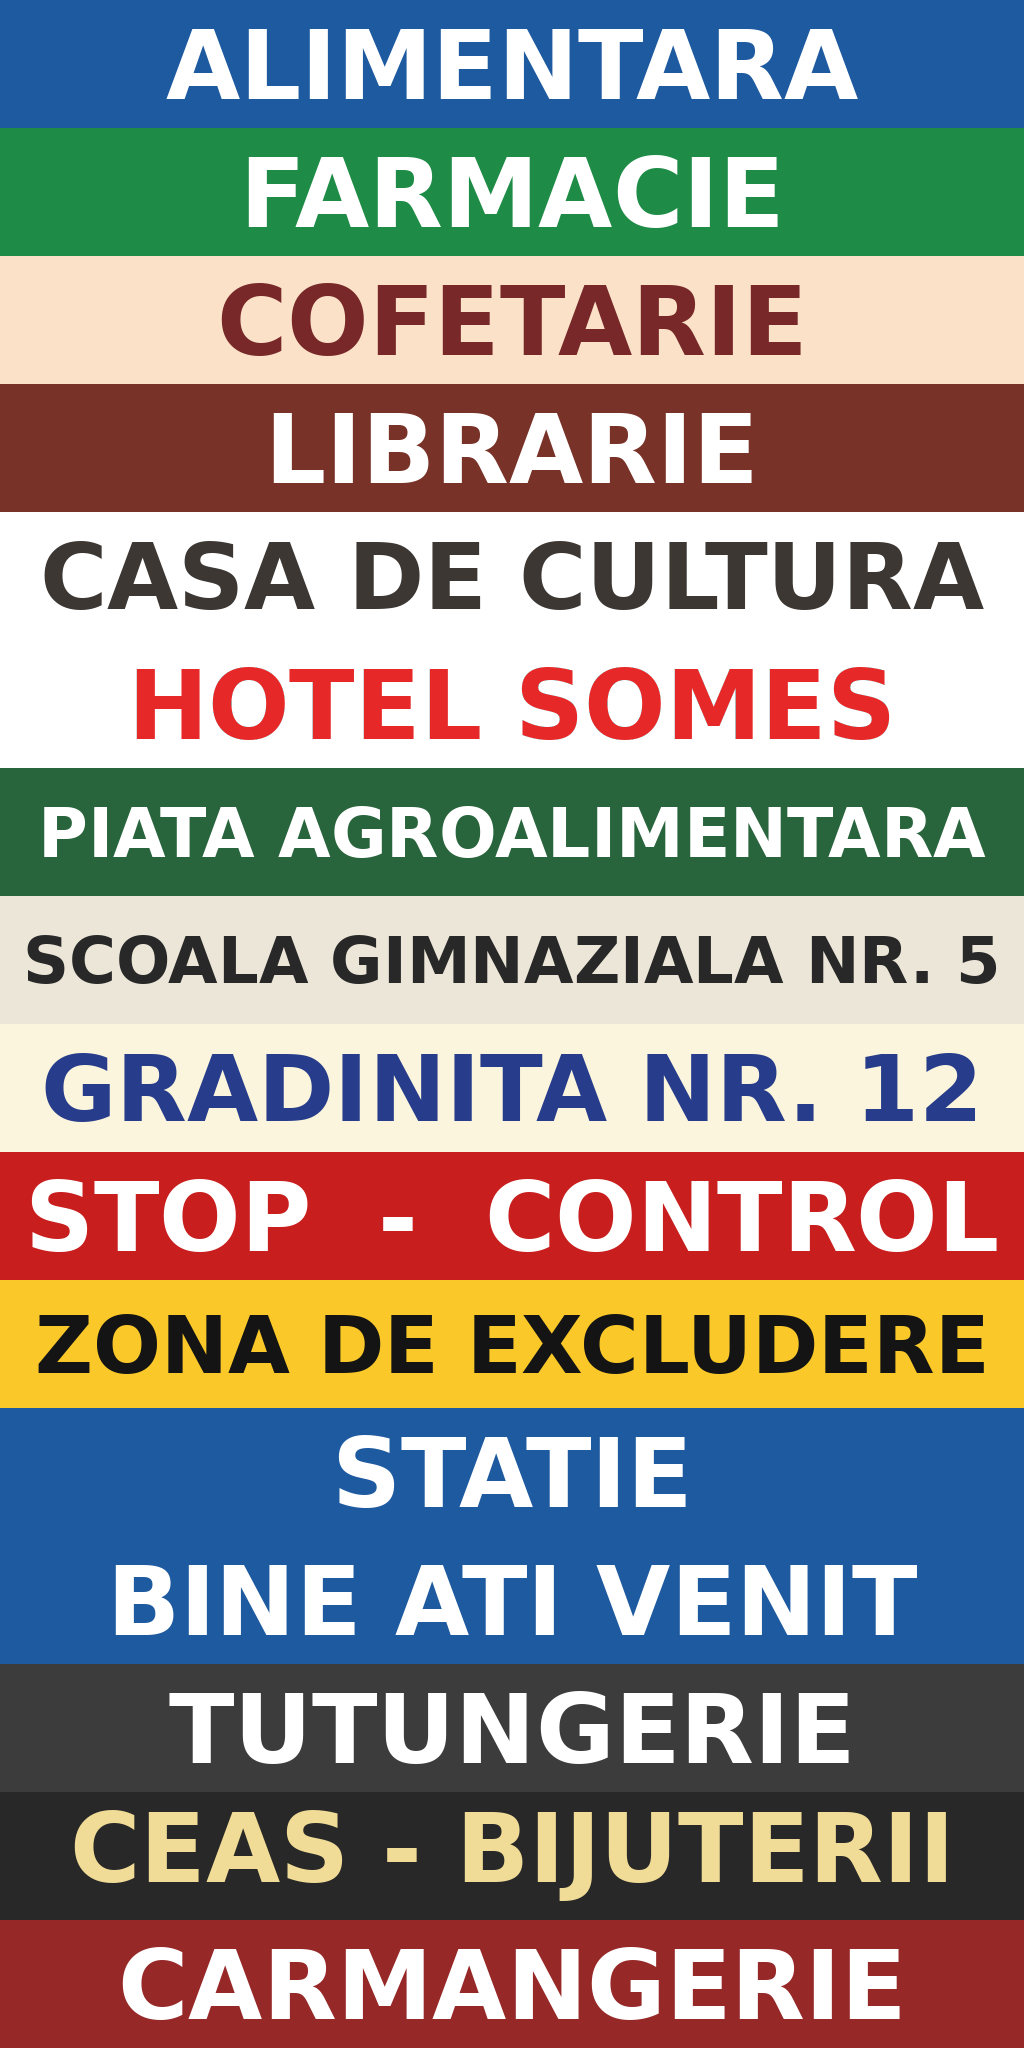 ALIMENTARA
FARMACIE
COFETARIE
LIBRARIE
CASA DE CULTURA
HOTEL SOMES
PIATA AGROALIMENTARA
SCOALA GIMNAZIALA NR. 5
GRADINITA NR. 12
STOP - CONTROL
ZONA DE EXCLUDERE
STATIE
BINE ATI VENIT
TUTUNGERIE
CEAS - BIJUTERII
CARMANGERIE